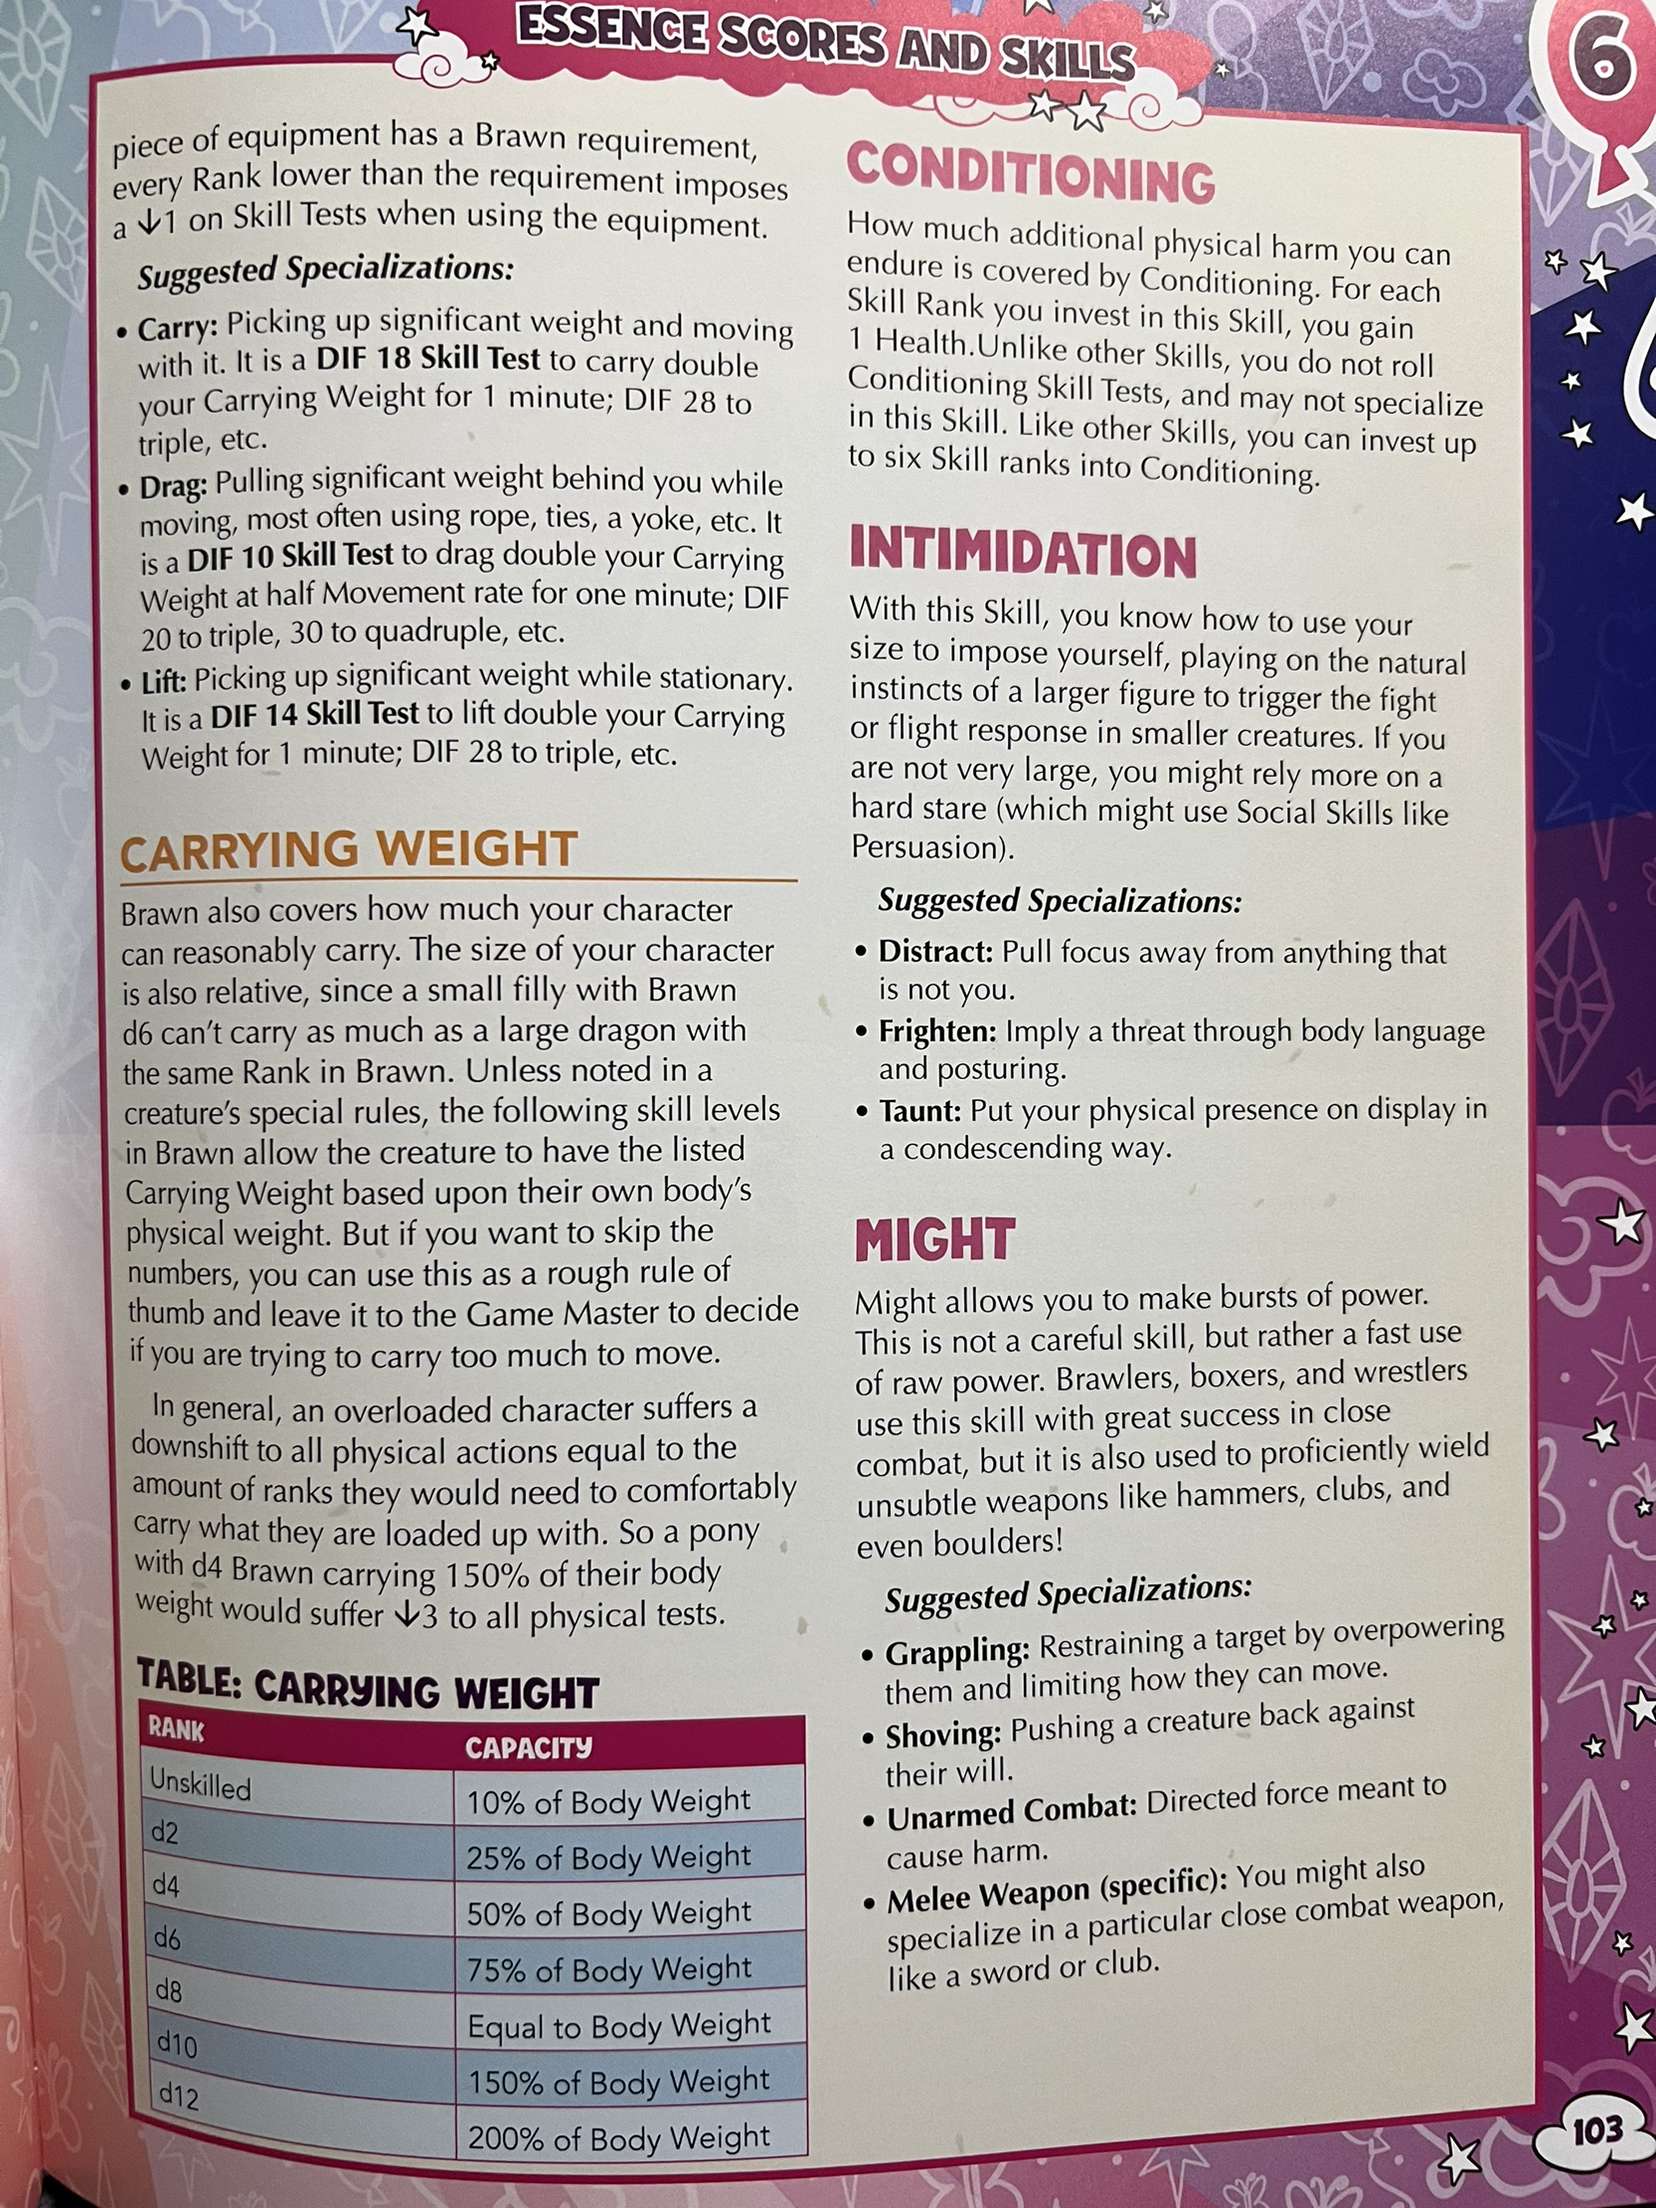 ESSENCE SCORES AND SKILLS
6
piece of equipment has a Brawn requirement,
every Rank lower than the requirement imposes
a ↓1 on Skill Tests when using the equipment.
Suggested Specializations:
• Carry: Picking up significant weight and moving
with it. It is a DIF 18 Skill Test to carry double
your Carrying Weight for 1 minute; DIF 28 to
triple, etc.
• Drag: Pulling significant weight behind you while
moving, most often using rope, ties, a yoke, etc. It
is a DIF 10 Skill Test to drag double your Carrying
Weight at half Movement rate for one minute; DIF
20 to triple, 30 to quadruple, etc.
• Lift: Picking up significant weight while stationary.
It is a DIF 14 Skill Test to lift double your Carrying
Weight for 1 minute; DIF 28 to triple, etc.
CARRYING WEIGHT
Brawn also covers how much your character
can reasonably carry. The size of your character
is also relative, since a small filly with Brawn
d6 can't carry as much as a large dragon with
the same Rank in Brawn. Unless noted in a
creature's special rules, the following skill levels
in Brawn allow the creature to have the listed
Carrying Weight based upon their own body's
physical weight. But if you want to skip the
numbers, you can use this as a rough rule of
thumb and leave it to the Game Master to decide
if you are trying to carry too much to move.
In general, an overloaded character suffers a
downshift to all physical actions equal to the
amount of ranks they would need to comfortably
carry what they are loaded up with. So a pony
with d4 Brawn carrying 150% of their body
weight would suffer ↓3 to all physical tests.
TABLE: CARRYING WEIGHT
RANK CAPACITY
Unskilled 10% of Body Weight
d2 25% of Body Weight
d4 50% of Body Weight
d6 75% of Body Weight
d8 Equal to Body Weight
d10 150% of Body Weight
d12 200% of Body Weight
CONDITIONING
How much additional physical harm you can
endure is covered by Conditioning. For each
Skill Rank you invest in this Skill, you gain
1 Health.Unlike other Skills, you do not roll
Conditioning Skill Tests, and may not specialize
in this Skill. Like other Skills, you can invest up
to six Skill ranks into Conditioning.
INTIMIDATION
With this Skill, you know how to use your
size to impose yourself, playing on the natural
instincts of a larger figure to trigger the fight
or flight response in smaller creatures. If you
are not very large, you might rely more on a
hard stare (which might use Social Skills like
Persuasion).
Suggested Specializations:
• Distract: Pull focus away from anything that
is not you.
• Frighten: Imply a threat through body language
and posturing.
• Taunt: Put your physical presence on display in
a condescending way.
MIGHT
Might allows you to make bursts of power.
This is not a careful skill, but rather a fast use
of raw power. Brawlers, boxers, and wrestlers
use this skill with great success in close
combat, but it is also used to proficiently wield
unsubtle weapons like hammers, clubs, and
even boulders!
Suggested Specializations:
• Grappling: Restraining a target by overpowering
them and limiting how they can move.
• Shoving: Pushing a creature back against
their will.
• Unarmed Combat: Directed force meant to
cause harm.
• Melee Weapon (specific): You might also
specialize in a particular close combat weapon,
like a sword or club.
103